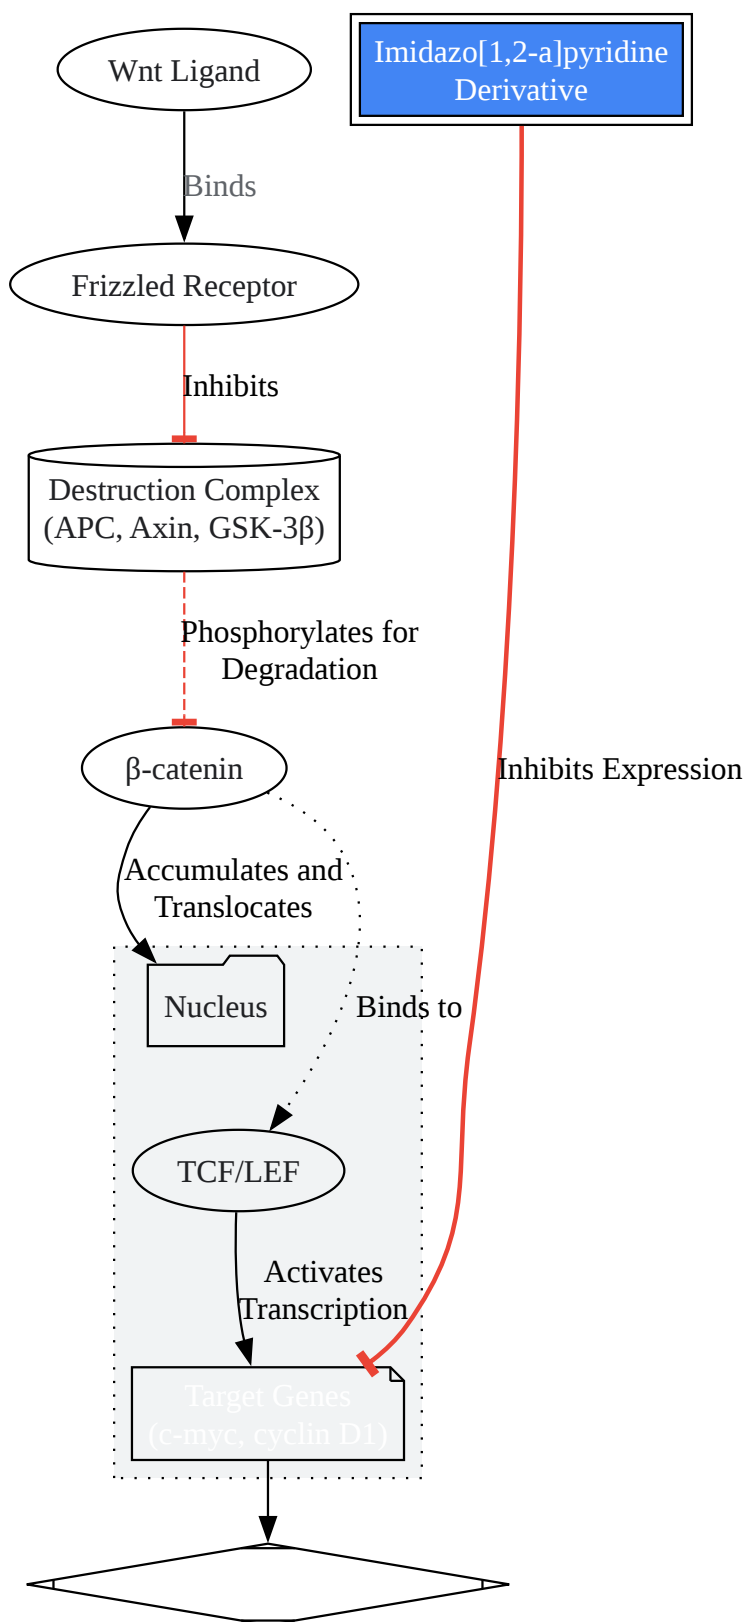 Wnt Ligand
Imidazo[1,2-a]pyridine
Derivative
Binds
Frizzled Receptor
Inhibits
Destruction Complex
(APC, Axin, GSK-3β)
Phosphorylates for
Degradation
β-catenin
Inhibits Expression
Accumulates and
Translocates
Nucleus
Binds to
TCF/LEF
Activates
Transcription
Target Genes
(c-myc, cyclin D1)